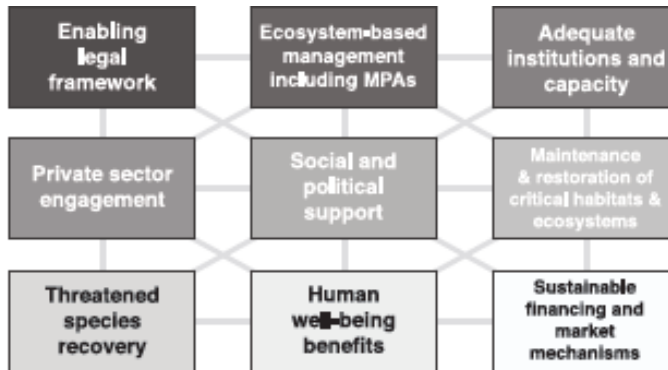 Enabling
legal
framework
Ecosystem-based
management
including MPAs
Adequate
institutions and
capacity
Private sector
engagement
Social and
political
support
Maintenance
& restoration of
critical habitats &
ecosystems
Threatened
species
recovery
Human
well-being
benefits
Sustainable
financing and
market
mechanisms